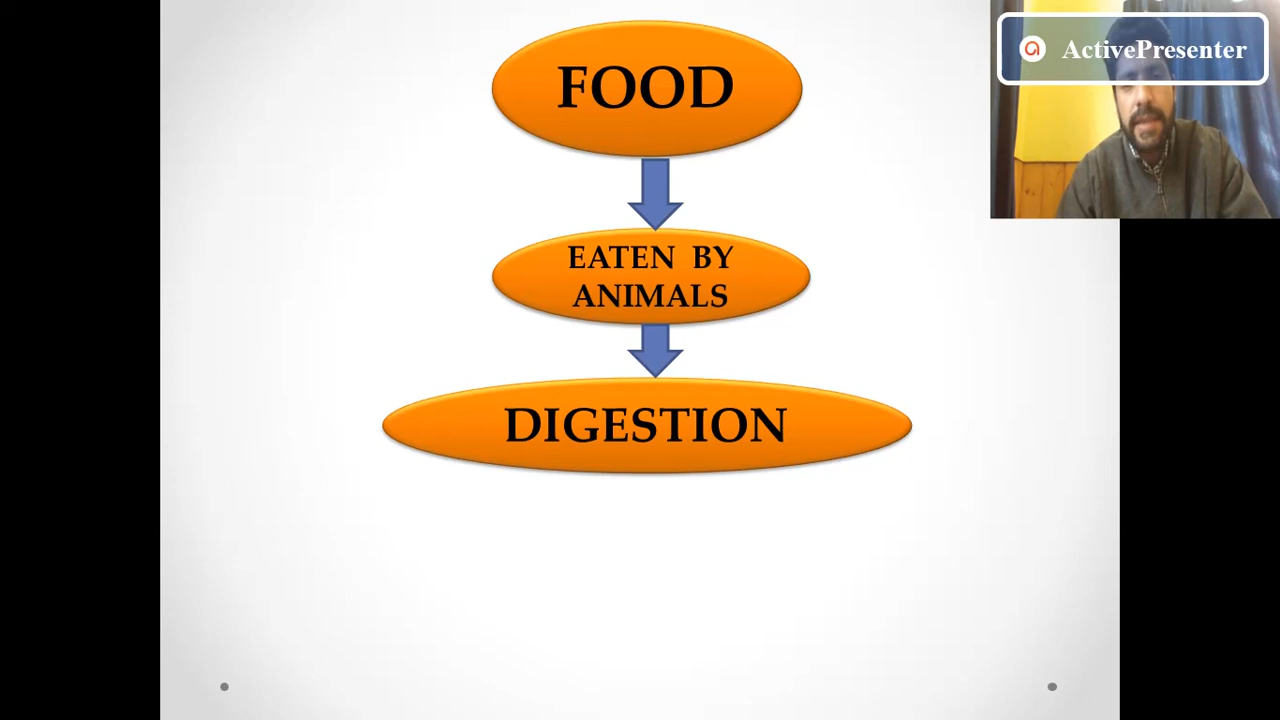 FOOD
ActivePresenter
EATEN BY
ANIMALS
DIGESTION